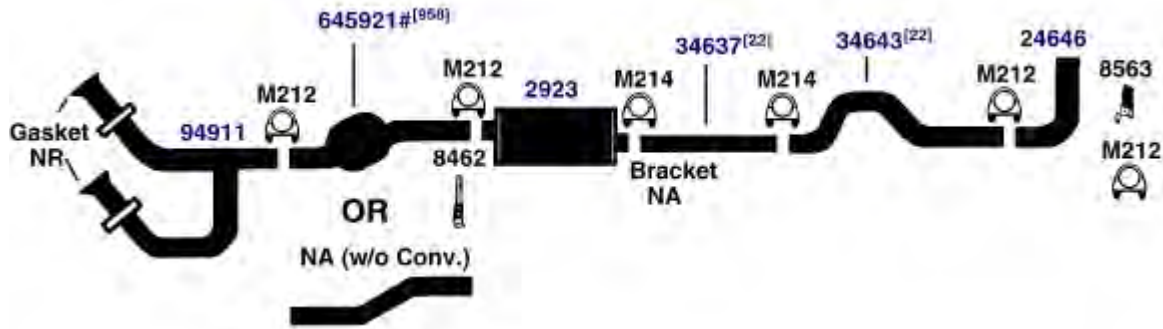 645921#[958]
34637[22]
34643[22]
24646
M212
M212
2923
M214
M214
M212
8563
Gasket
NR
94911
8462
Bracket
NA
M212
OR
NA (w/o Conv.)